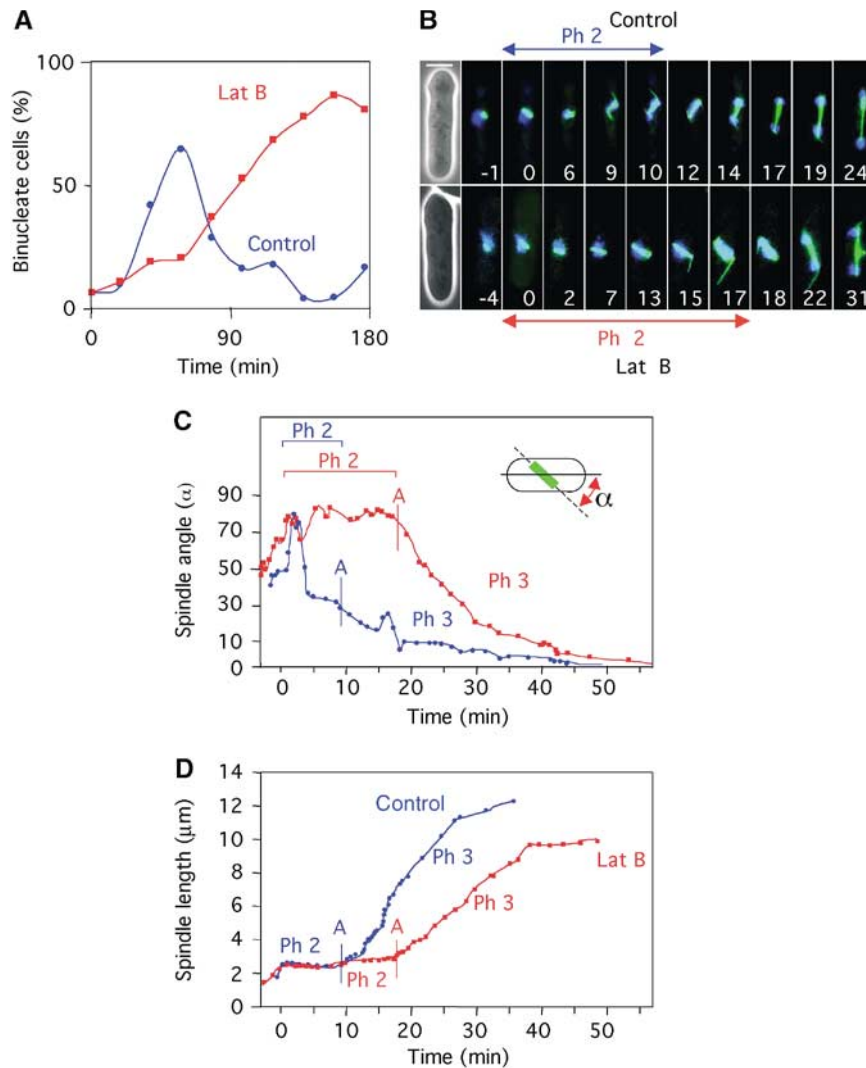 A
100
50
0
Binucleate cells (%)
Lat B
Control
0 90 180
Time (min)
B
Control
Ph 2
-1 0 6 9 10 12 14 17 19 24
-4 0 2 7 13 15 17 18 22 31
Ph 2
Lat B
C
Ph 2
Ph 2
90
70
50
30
10
0
Spindle angle (α)
A
A
Ph 3
Ph 3
α
0 10 20 30 40 50
Time (min)
D
14
12
10
8
6
4
2
0
Spindle length (μm)
Control
Ph 3
Lat B
Ph 3
A
A
Ph 2
Ph 2
0 10 20 30 40 50
Time (min)